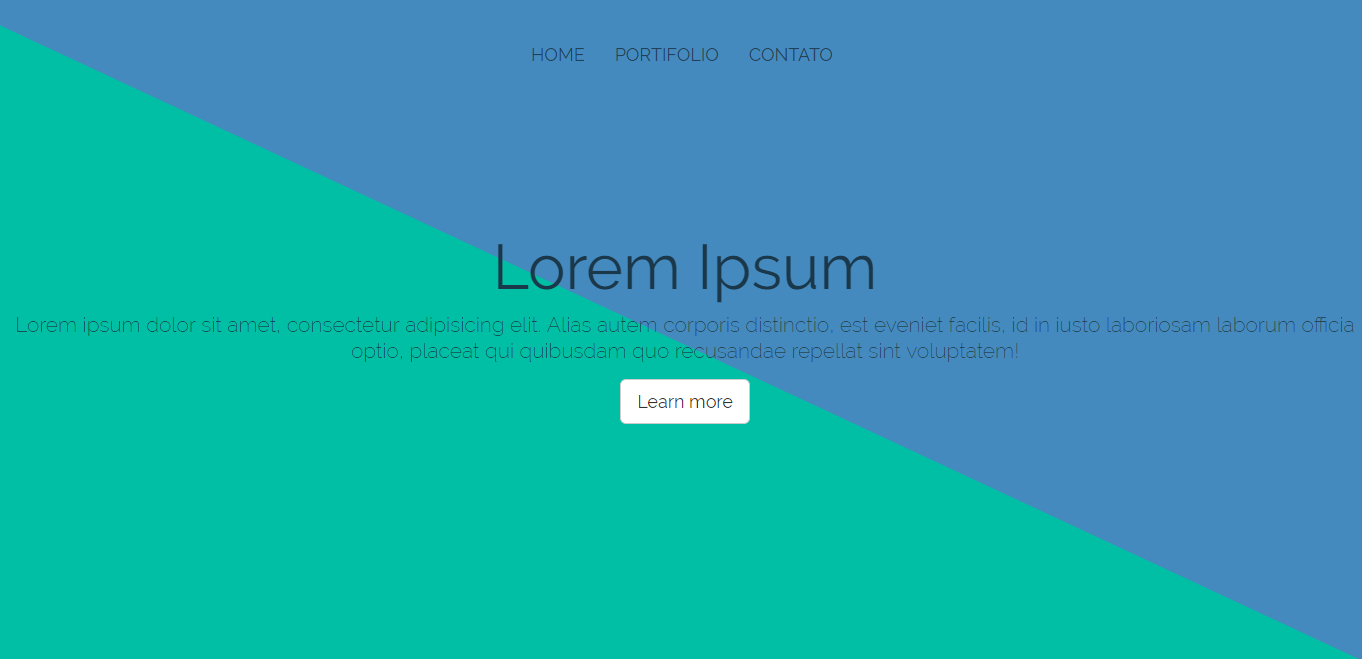 HOME PORTIFOLIO CONTATO
Lorem Ipsum
Lorem ipsum dolor sit amet, consectetur adipisicing elit. Alias autem corporis distinctio, est eveniet facilis, id in iusto laboriosam laborum officia
optio, placeat qui quibusdam quo recusandae repellat sint voluptatem!
Learn more